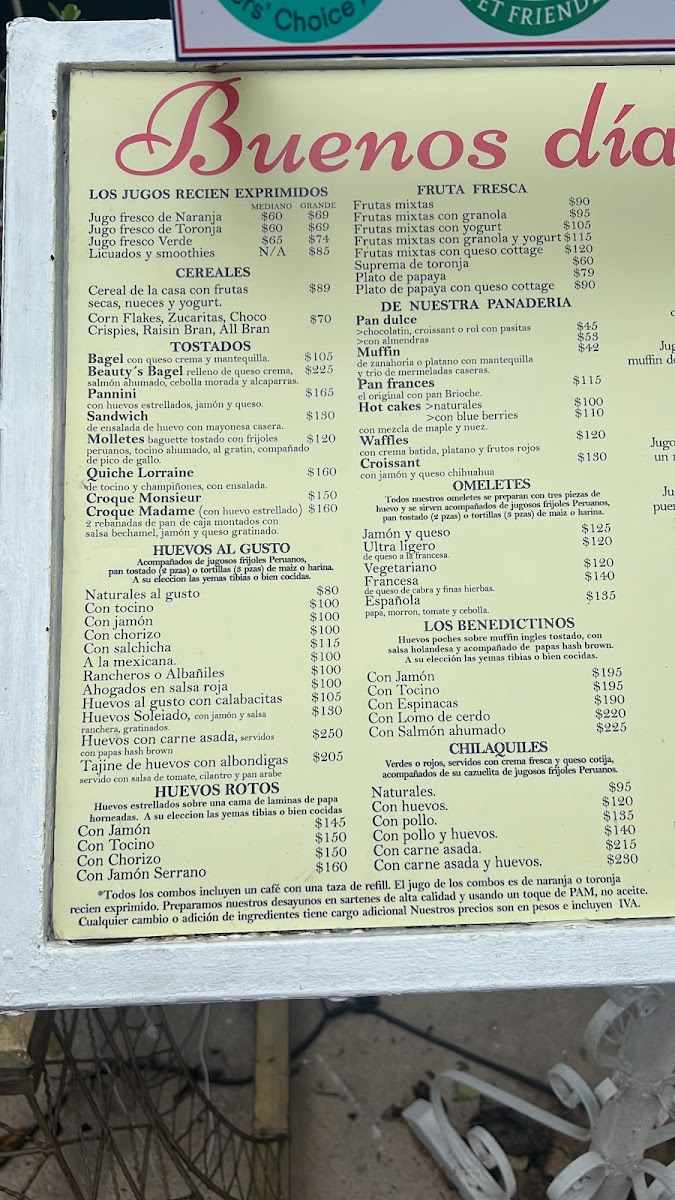 ers' Choice
ET FRIEND
Buenos día
LOS JUGOS RECIEN EXPRIMIDOS
MEDIANO GRANDE
Jugo fresco de Naranja $60 $69
Jugo fresco de Toronja $60 $69
Jugo fresco Verde $65 $74
Licuados y smoothies N/A $85
CEREALES
Cereal de la casa con frutas $89
secas, nueces y yogurt.
Corn Flakes, Zucaritas, Choco $70
Crispies, Raisin Bran, All Bran
TOSTADOS
Bagel con queso crema y mantequilla. $105
Beauty´s Bagel relleno de queso crema, $225
salmón ahumado, cebolla morada y alcaparras.
Pannini $165
con huevos estrellados, jamón y queso.
Sandwich $130
de ensalada de huevo con mayonesa casera.
Molletes baguette tostado con frijoles $120
peruanos, tocino ahumado, al gratin, compañado
de pico de gallo.
Quiche Lorraine $160
de tocino y champiñones, con ensalada.
Croque Monsieur $150
Croque Madame (con huevo estrellado) $160
2 rebanadas de pan de caja montados con
salsa bechamel, jamón y queso gratinado.
HUEVOS AL GUSTO
Acompañados de jugosos frijoles Peruanos,
pan tostado (2 pzas) o tortillas (3 pzas) de maiz o harina.
A su eleccion las yemas tibias o bien cocidas.
Naturales al gusto $80
Con tocino $100
Con jamón $100
Con chorizo $100
Con salchicha $115
A la mexicana. $100
Rancheros o Albañiles $100
Ahogados en salsa roja $100
Huevos al gusto con calabacitas $105
Huevos Soleiado, con jamón y salsa $130
ranchera, gratinados.
Huevos con carne asada, servidos $250
con papas hash brown
Tajine de huevos con albondigas $205
servido con salsa de tomate, cilantro y pan arabe
HUEVOS ROTOS
Huevos estrellados sobre una cama de laminas de papa
horneadas. A su eleccion las yemas tibias o bien cocidas
Con Jamón $145
Con Tocino $150
Con Chorizo $150
Con Jamón Serrano $160
FRUTA FRESCA
Frutas mixtas $90
Frutas mixtas con granola $95
Frutas mixtas con yogurt $105
Frutas mixtas con granola y yogurt $115
Frutas mixtas con queso cottage $120
Suprema de toronja $60
Plato de papaya $79
Plato de papaya con queso cottage $90
DE NUESTRA PANADERIA
Pan dulce
>chocolatin, croissant o rol con pasitas $45
>con almendras $53
Muffin $42
de zanahoria o platano con mantequilla
y trio de mermeladas caseras.
Pan frances $115
el original con pan Brioche.
Hot cakes >naturales $100
>con blue berries $110
con mezcla de maple y nuez.
Waffles $120
con crema batida, platano y frutos rojos
Croissant $130
con jamón y queso chihuahua
OMELETES
Todos nuestros omeletes se preparan con tres piezas de
huevo y se sirven acompañados de jugosos frijoles Peruanos,
pan tostado (2 pzas) o tortillas (3 pzas) de maiz o harina.
Jamón y queso $125
Ultra ligero $120
de queso a la francesa.
Vegetariano $120
Francesa $140
de queso de cabra y finas hierbas.
Española $135
papa, morron, tomate y cebolla.
LOS BENEDICTINOS
Huevos poches sobre muffin ingles tostado, con
salsa holandesa y acompañado de papas hash brown.
A su elección las yemas tibias o bien cocidas.
Con Jamón $195
Con Tocino $195
Con Espinacas $190
Con Lomo de cerdo $220
Con Salmón ahumado $225
CHILAQUILES
Verdes o rojos, servidos con crema fresca y queso cotija,
acompañados de su cazuelita de jugosos frijoles Peruanos.
Naturales. $95
Con huevos. $120
Con pollo. $135
Con pollo y huevos. $140
Con carne asada. $215
Con carne asada y huevos. $230
Jug
muffin de
Jugo
un
Ju
puer
*Todos los combos incluyen un café con una taza de refill. El jugo de los combos es de naranja o toronja
recien exprimido. Preparamos nuestros desayunos en sartenes de alta calidad y usando un toque de PAM, no aceite.
Cualquier cambio o adición de ingredientes tiene cargo adicional Nuestros precios son en pesos e incluyen IVA.